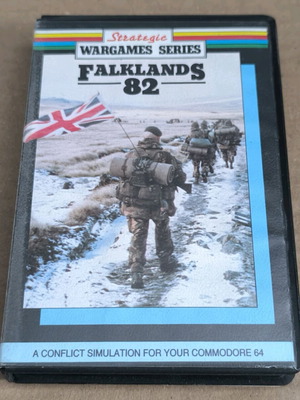 Strategic
WARGAMES SERIES
FALKLANDS
82
A CONFLICT SIMULATION FOR YOUR COMMODORE 64